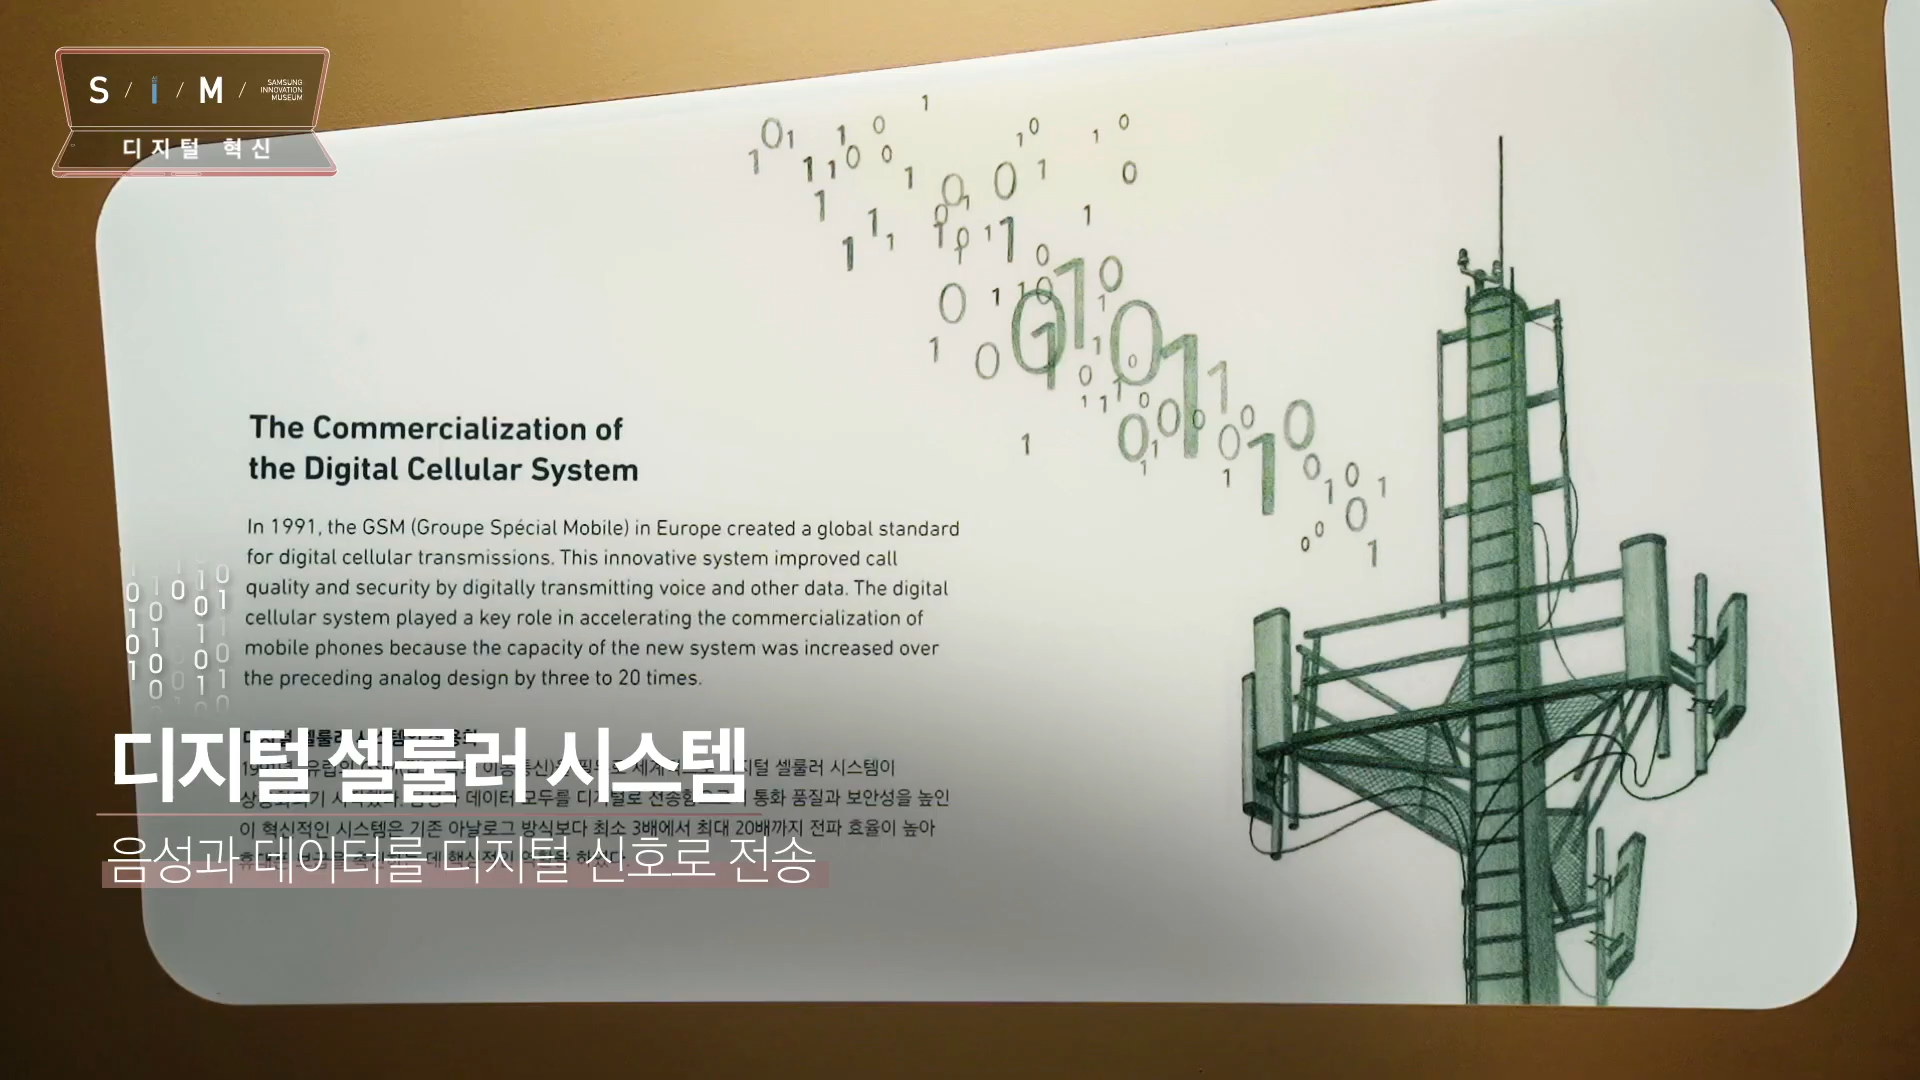 S / i / M /
SAMSUNG
INNOVATION
MUSEUM
디지털 혁신
The Commercialization of
the Digital Cellular System
In 1991, the GSM (Groupe Spécial Mobile) in Europe created a global standard
for digital cellular transmissions. This innovative system improved call
quality and security by digitally transmitting voice and other data. The digital
cellular system played a key role in accelerating the commercialization of
mobile phones because the capacity of the new system was increased over
the preceding analog design by three to 20 times.
디지털 셀룰러 시스템
셀룰러 시스템이
통화 품질과 보안성을 높인
이 혁신적인 시스템은 기존 아날로그 방식보다 최소 3배에서 최대 20배까지 전파 효율이 높아
음성과 데이터를 디지털 신호로 전송